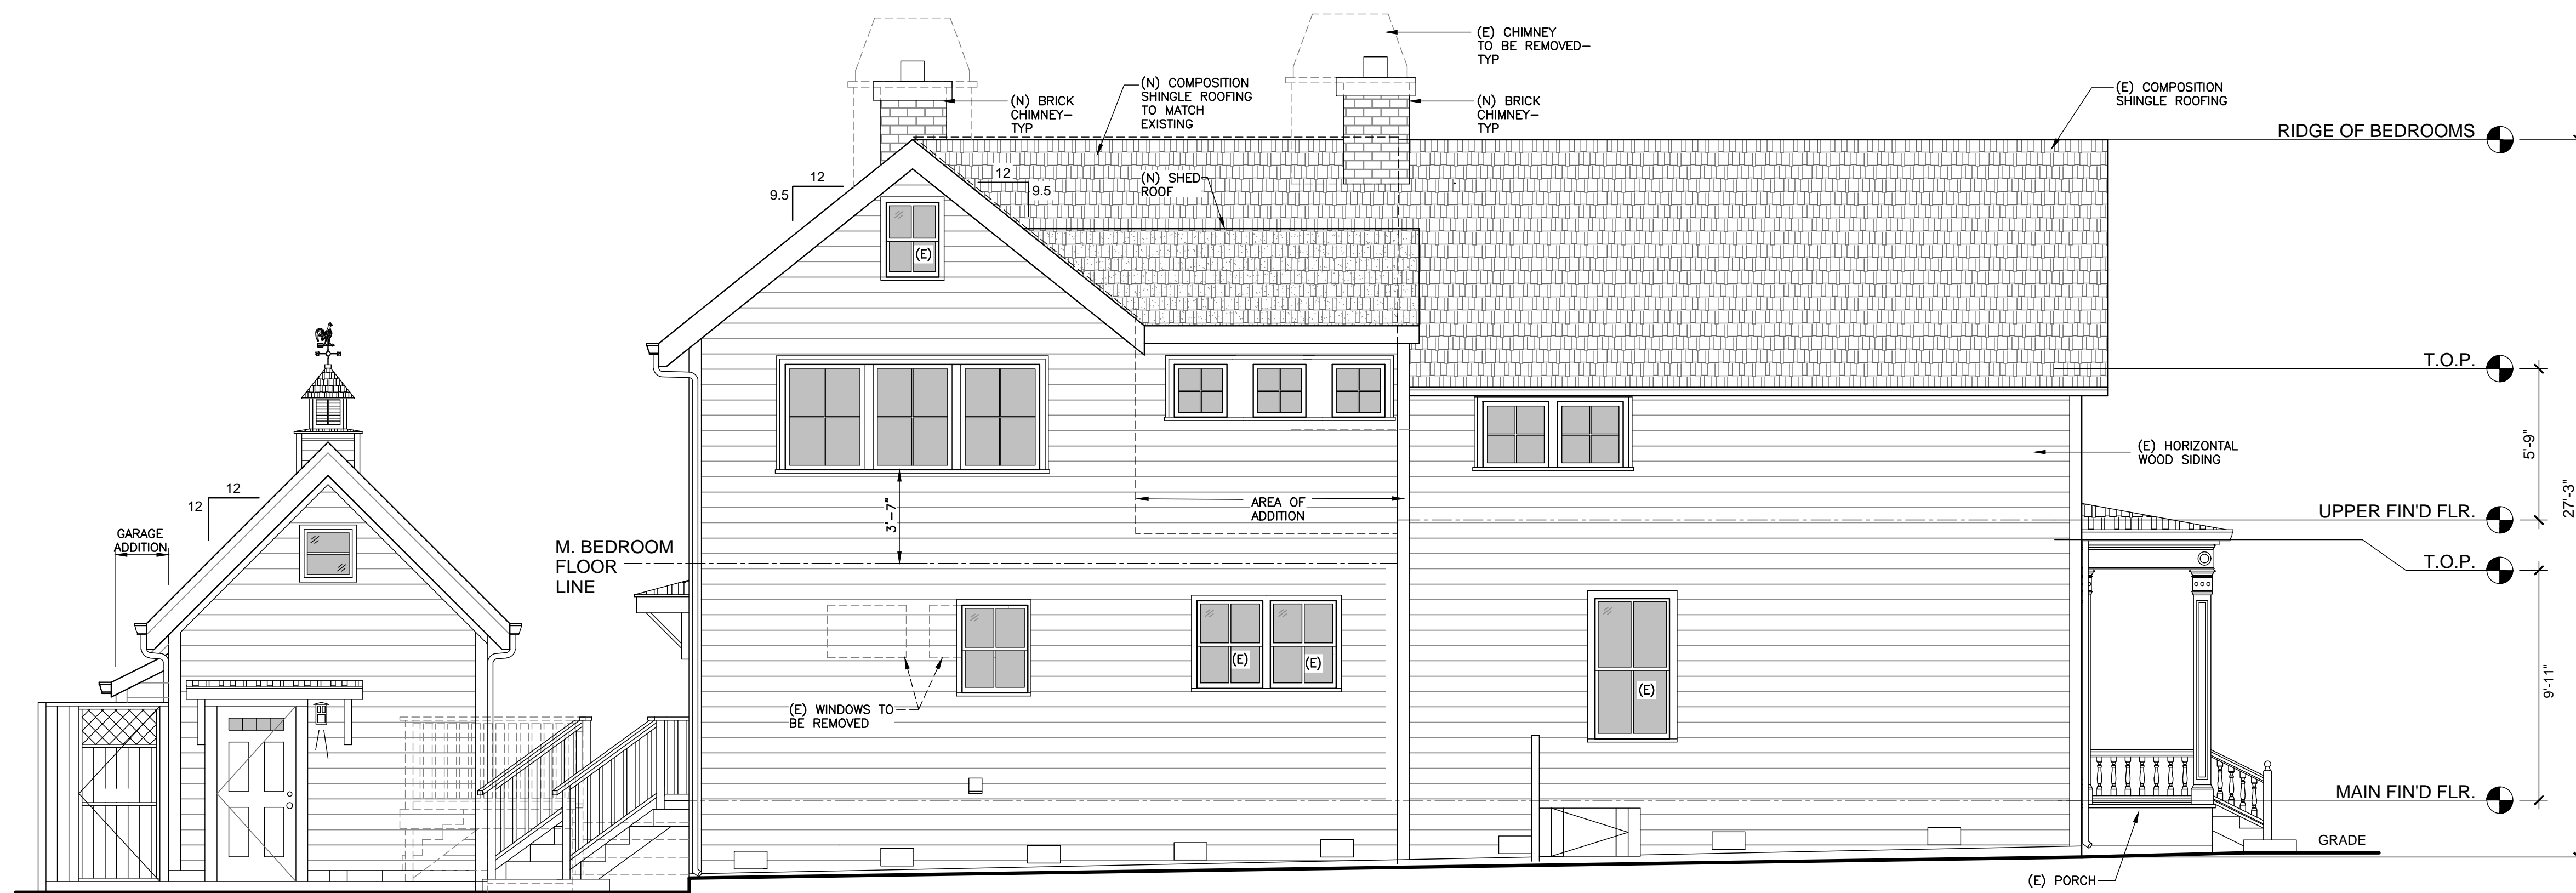 (E) CHIMNEY
TO BE REMOVED–
TYP
(N) COMPOSITION
SHINGLE ROOFING
TO MATCH
EXISTING
(N) BRICK
CHIMNEY–
TYP
(N) BRICK
CHIMNEY–
TYP
(E) COMPOSITION
SHINGLE ROOFING
RIDGE OF BEDROOMS
12
9.5
12
9.5
(N) SHED
ROOF
(E)
T.O.P.
(E) HORIZONTAL
WOOD SIDING
5'-9"
27'-3"
12
12
GARAGE
ADDITION
3'-7"
AREA OF
ADDITION
UPPER FIN'D FLR.
M. BEDROOM
FLOOR
LINE
T.O.P.
(E)
(E)
(E)
9'-11"
(E) WINDOWS TO
BE REMOVED
MAIN FIN'D FLR.
GRADE
(E) PORCH